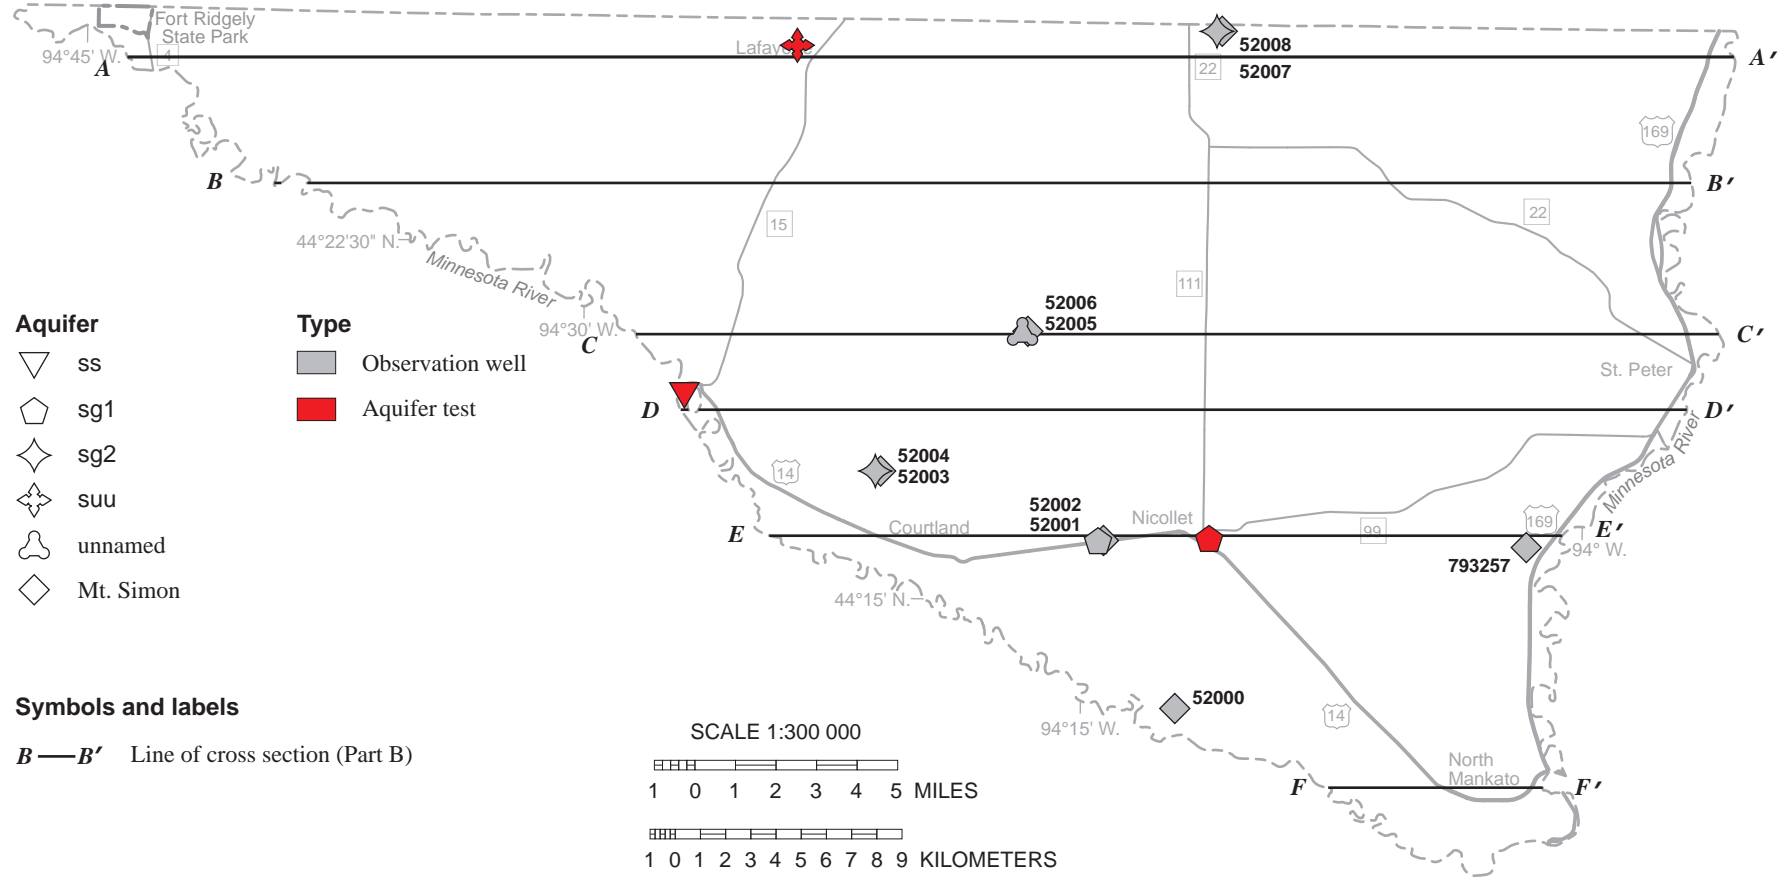 Fort Ridgely
State Park
94°45' W.
A
4
Lafay
52008
52007
22
A'
169
B
B'
15
22
44°22'30" N.
Minnesota River
111
94°30' W.
C
52006
52005
C'
St. Peter
Aquifer
ss
sg1
sg2
suu
unnamed
Mt. Simon
Type
Observation well
Aquifer test
D
D'
14
52004
52003
Minnesota River
52002
52001
Courtland
Nicollet
E
99
169
E'
94° W.
793257
44°15' N.
52000
94°15' W.
14
Symbols and labels
B B' Line of cross section (Part B)
SCALE 1:300 000
1 0 1 2 3 4 5 MILES
1 0 1 2 3 4 5 6 7 8 9 KILOMETERS
North
Mankato
F
F'